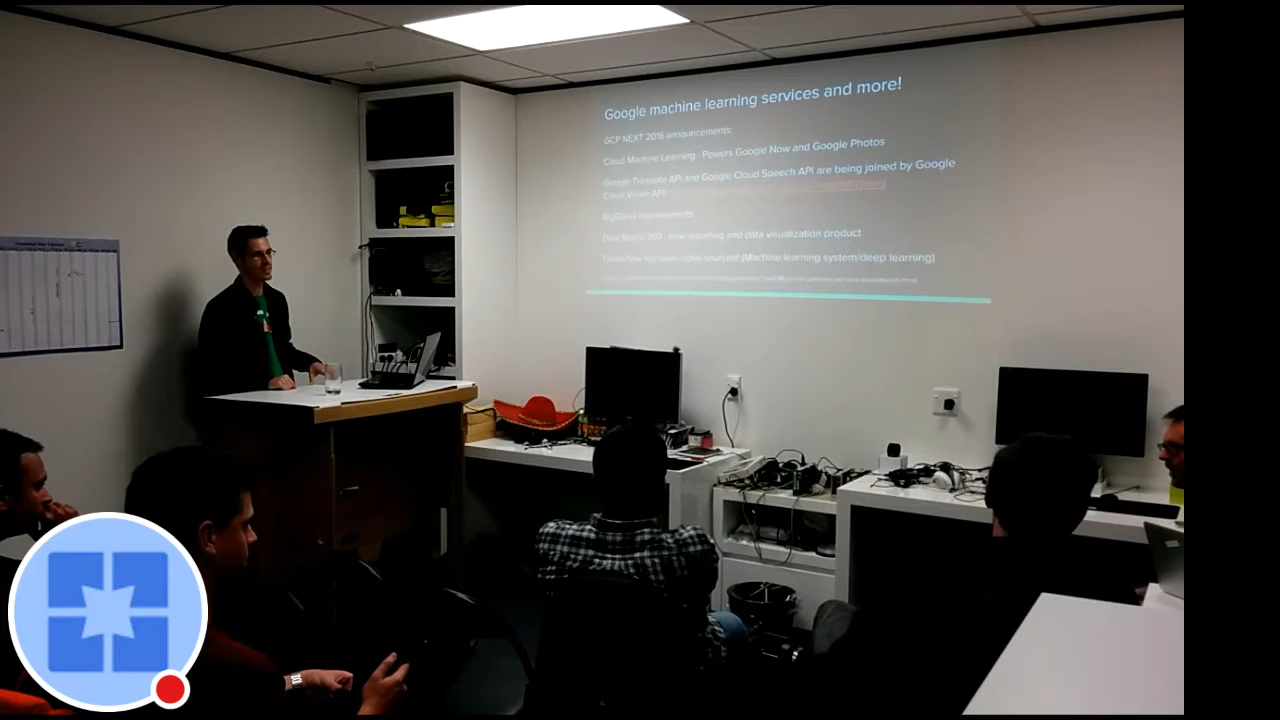 Google machine learning services and more!
GCP NEXT 2016 announcements:
Cloud Machine Learning : Powers Google Now and Google Photos
Google Translate API and Google Cloud Speech API are being joined by Google
Cloud Vision API
BigQuery improvements
Data Studio 360 - new reporting and data visualization product
Tensorflow has been open sourced! (Machine learning system/deep learning)